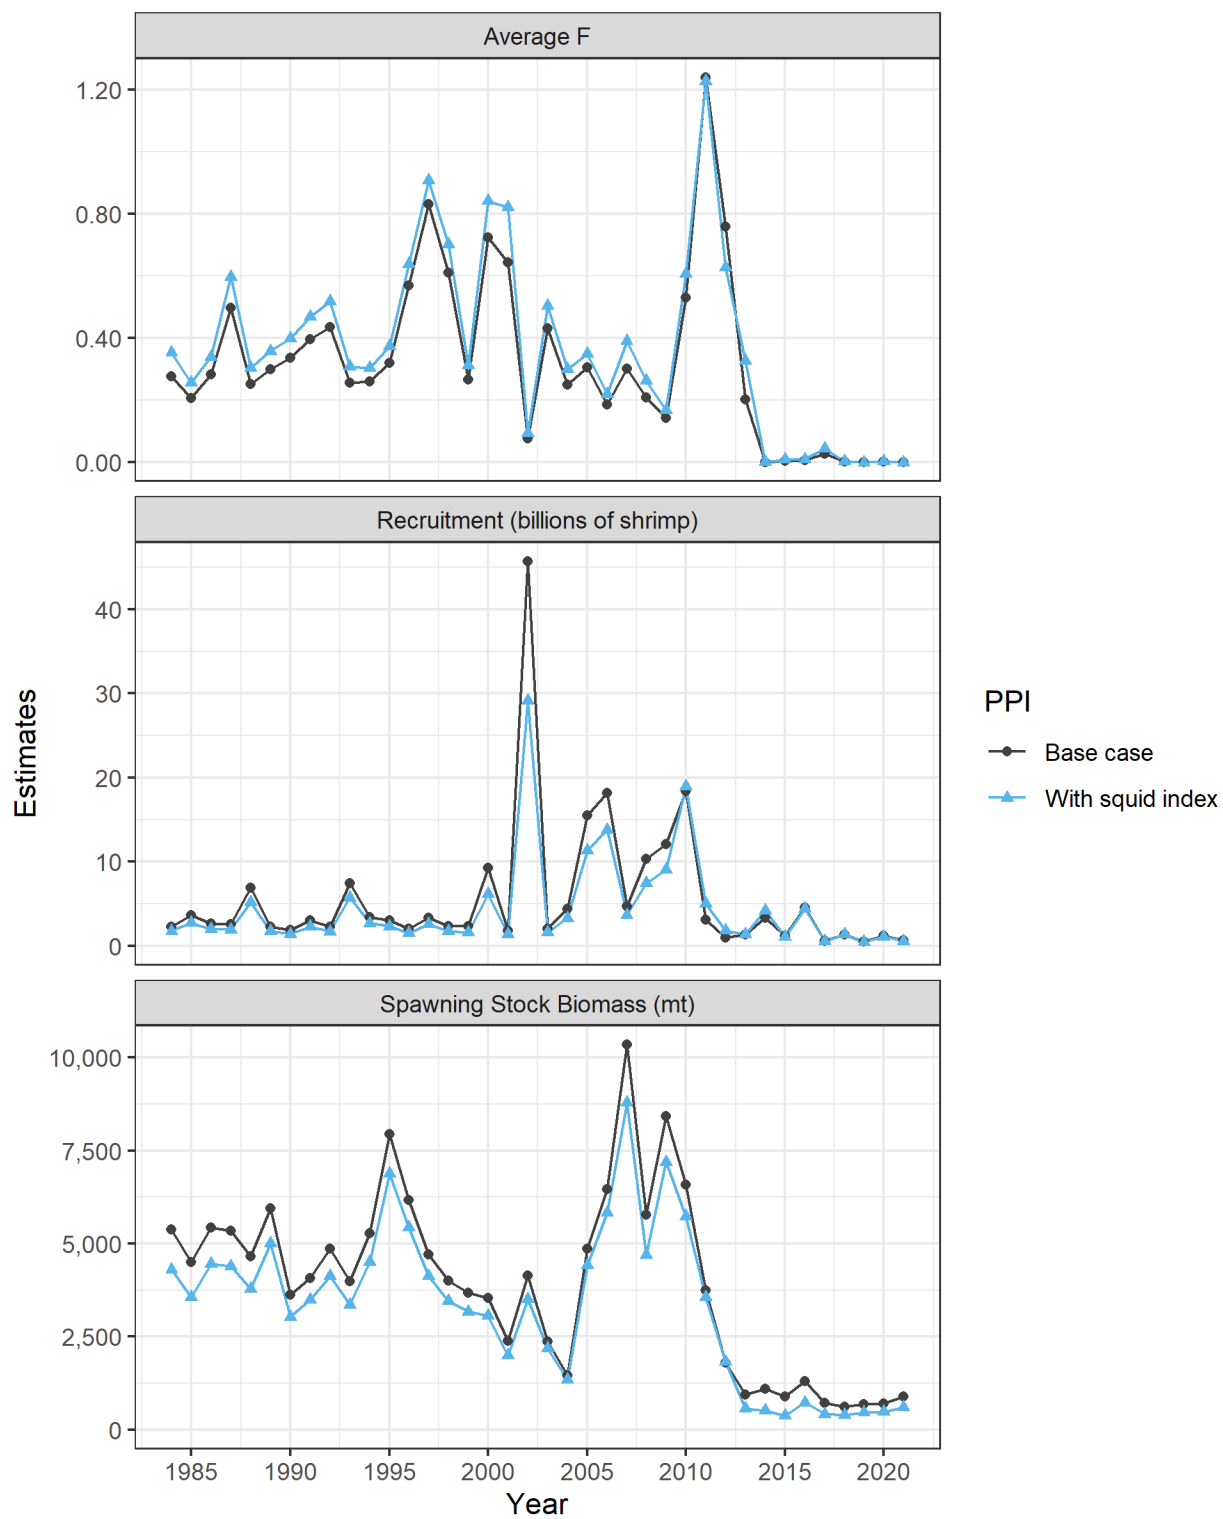 Average F
1.20
0.80
0.40
0.00
Recruitment (billions of shrimp)
40
30
20
10
0
Spawning Stock Biomass (mt)
10,000
7,500
5,000
2,500
0
1985 1990 1995 2000 2005 2010 2015 2020
Year
Estimates
PPI
Base case
With squid index